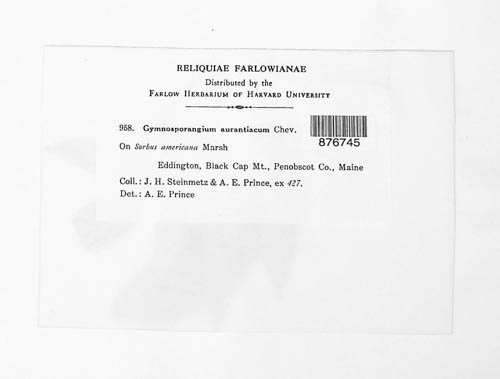 RELIQUIAE FARLOWIANAE
Distributed by the
FARLOW HERBARIUM OF HARVARD UNIVERSITY
958. Gymnosporangium aurantiacum Chev.
876745
On Sorbus americana Marsh
Eddington, Black Cap Mt., Penobscot Co., Maine
Coll.: J. H. Steinmetz & A. E. Prince, ex 427.
Det.: A. E. Prince